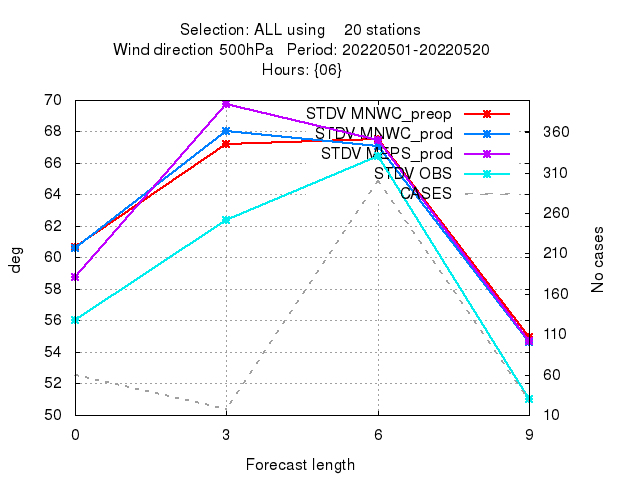 Selection: ALL using    20 stations
Wind direction 500hPa   Period: 20220501-20220520
Hours: {06}
STDV MNWC_preop
STDV MNWC_prod
STDV MEPS_prod
STDV OBS
CASES
70
68
66
64
62
60
58
56
54
52
50
deg
360
310
260
210
160
110
60
10
No cases
0 3 6 9
Forecast length